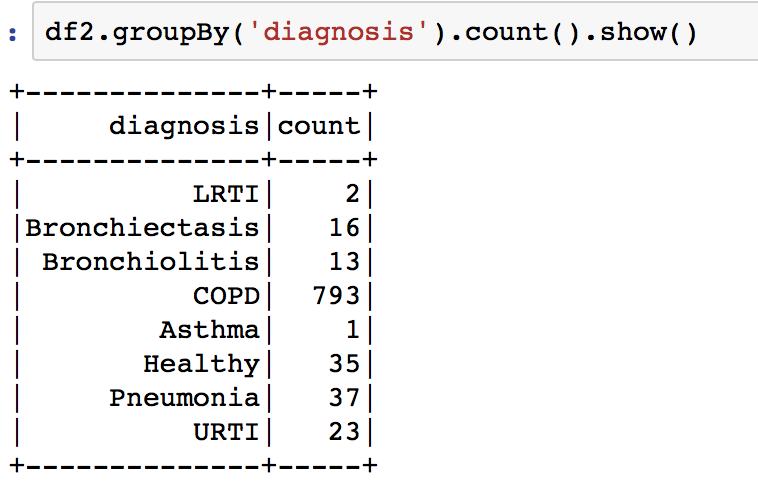 : df2.groupBy('diagnosis').count().show()
+--------------+-----+
|     diagnosis|count|
+--------------+-----+
|          LRTI|    2|
|Bronchiectasis|   16|
| Bronchiolitis|   13|
|          COPD|  793|
|        Asthma|    1|
|       Healthy|   35|
|     Pneumonia|   37|
|          URTI|   23|
+--------------+-----+